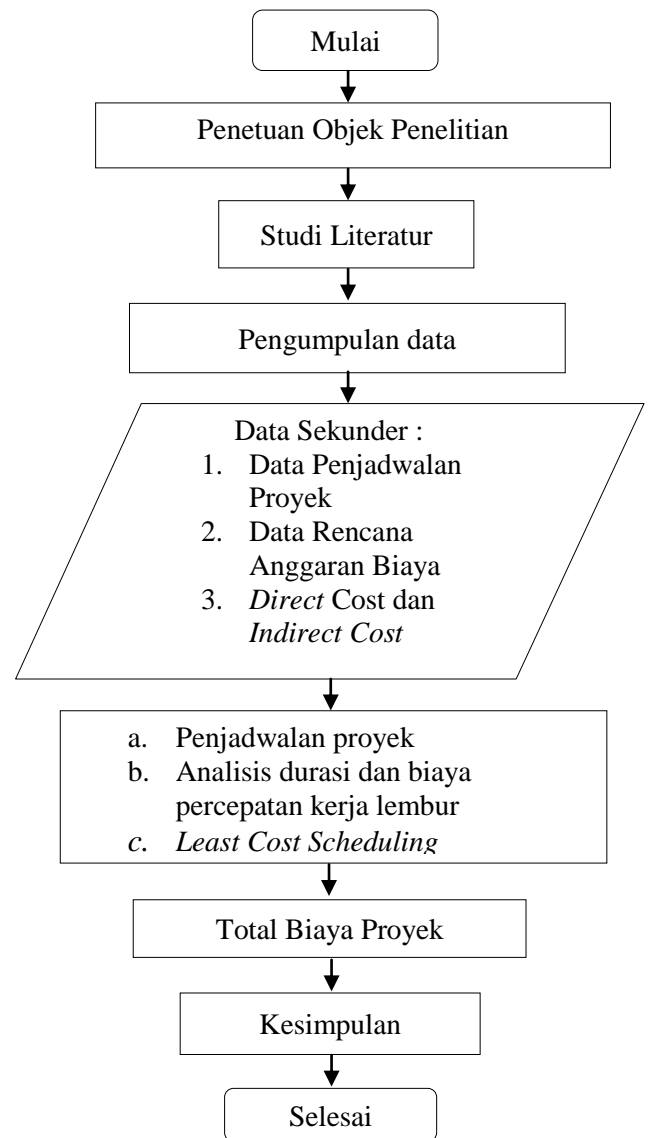 Mulai
Penetuan Objek Penelitian
Studi Literatur
Pengumpulan data
Data Sekunder :
1. Data Penjadwalan
Proyek
2. Data Rencana
Anggaran Biaya
3. Direct Cost dan
Indirect Cost
a. Penjadwalan proyek
b. Analisis durasi dan biaya
percepatan kerja lembur
c. Least Cost Scheduling
Total Biaya Proyek
Kesimpulan
Selesai